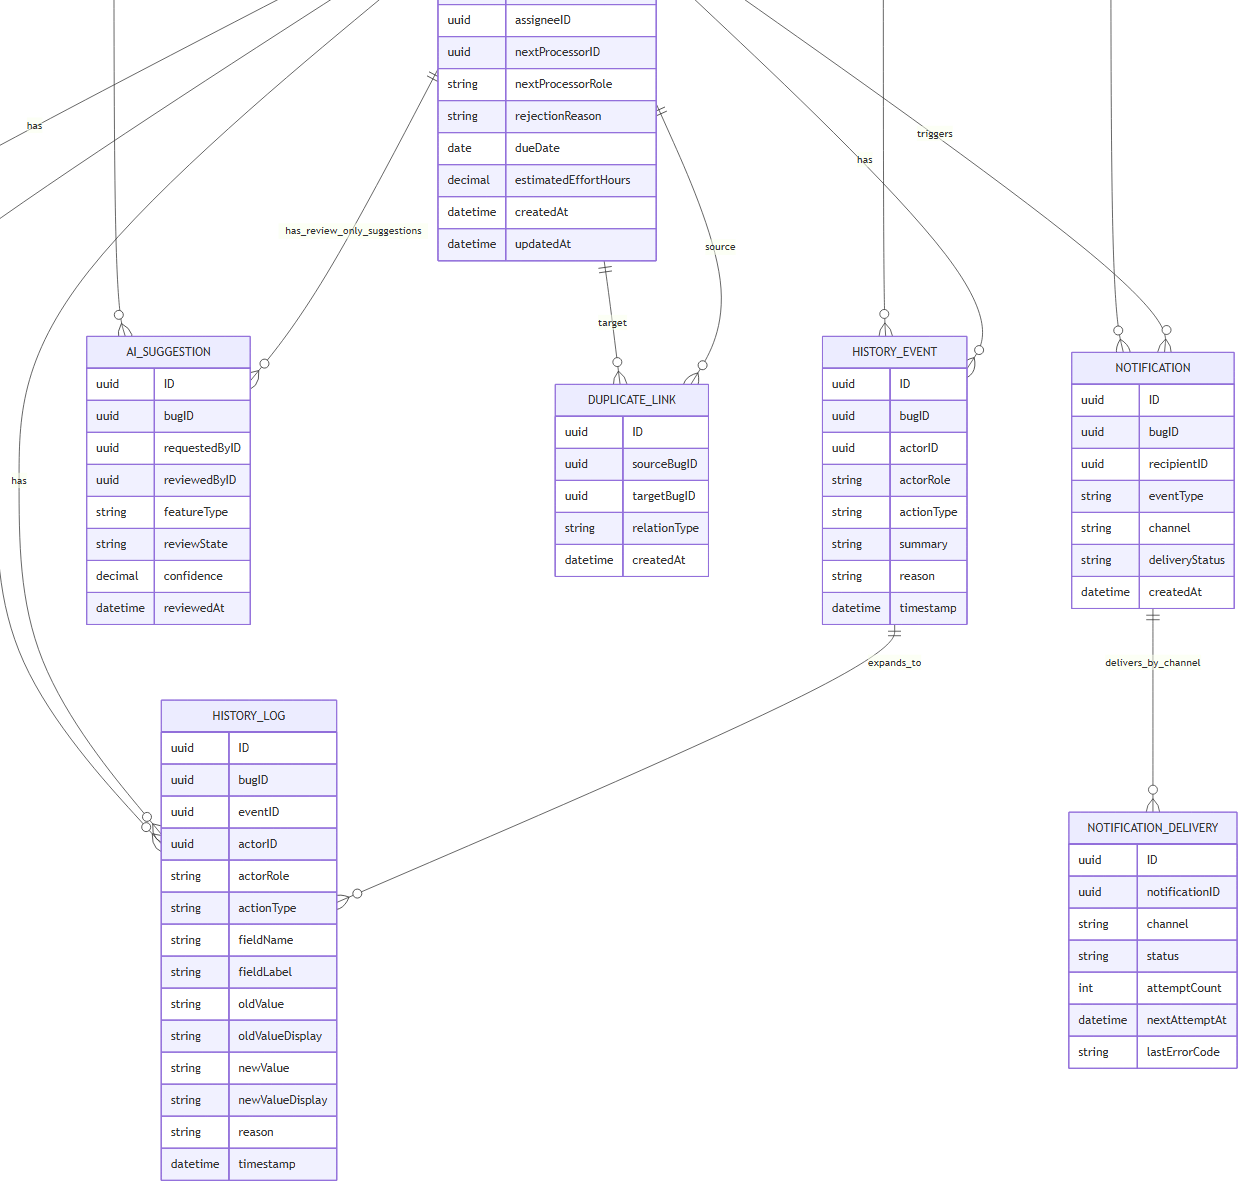 uuid assigneeID
uuid nextProcessorID
string nextProcessorRole
string rejectionReason
date dueDate
decimal estimatedEffortHours
datetime createdAt
datetime updatedAt
has
has_review_only_suggestions
target
source
has
triggers
has
AI_SUGGESTION
uuid ID
uuid bugID
uuid requestedByID
uuid reviewedByID
string featureType
string reviewState
decimal confidence
datetime reviewedAt
DUPLICATE_LINK
uuid ID
uuid sourceBugID
uuid targetBugID
string relationType
datetime createdAt
HISTORY_EVENT
uuid ID
uuid bugID
uuid actorID
string actorRole
string actionType
string summary
string reason
datetime timestamp
NOTIFICATION
uuid ID
uuid bugID
uuid recipientID
string eventType
string channel
string deliveryStatus
datetime createdAt
expands_to
delivers_by_channel
HISTORY_LOG
uuid ID
uuid bugID
uuid eventID
uuid actorID
string actorRole
string actionType
string fieldName
string fieldLabel
string oldValue
string oldValueDisplay
string newValue
string newValueDisplay
string reason
datetime timestamp
NOTIFICATION_DELIVERY
uuid ID
uuid notificationID
string channel
string status
int attemptCount
datetime nextAttemptAt
string lastErrorCode